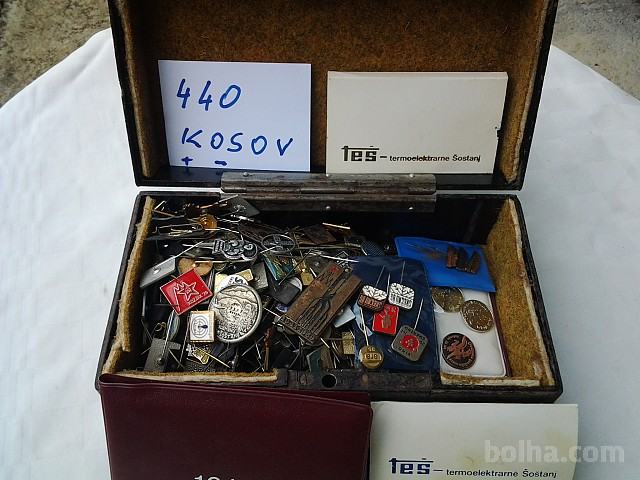 440
KOSOV
+ -
teš - termoelektrarne Šoštanj
teš - termoelektrarne Šoštanj
bolha.com